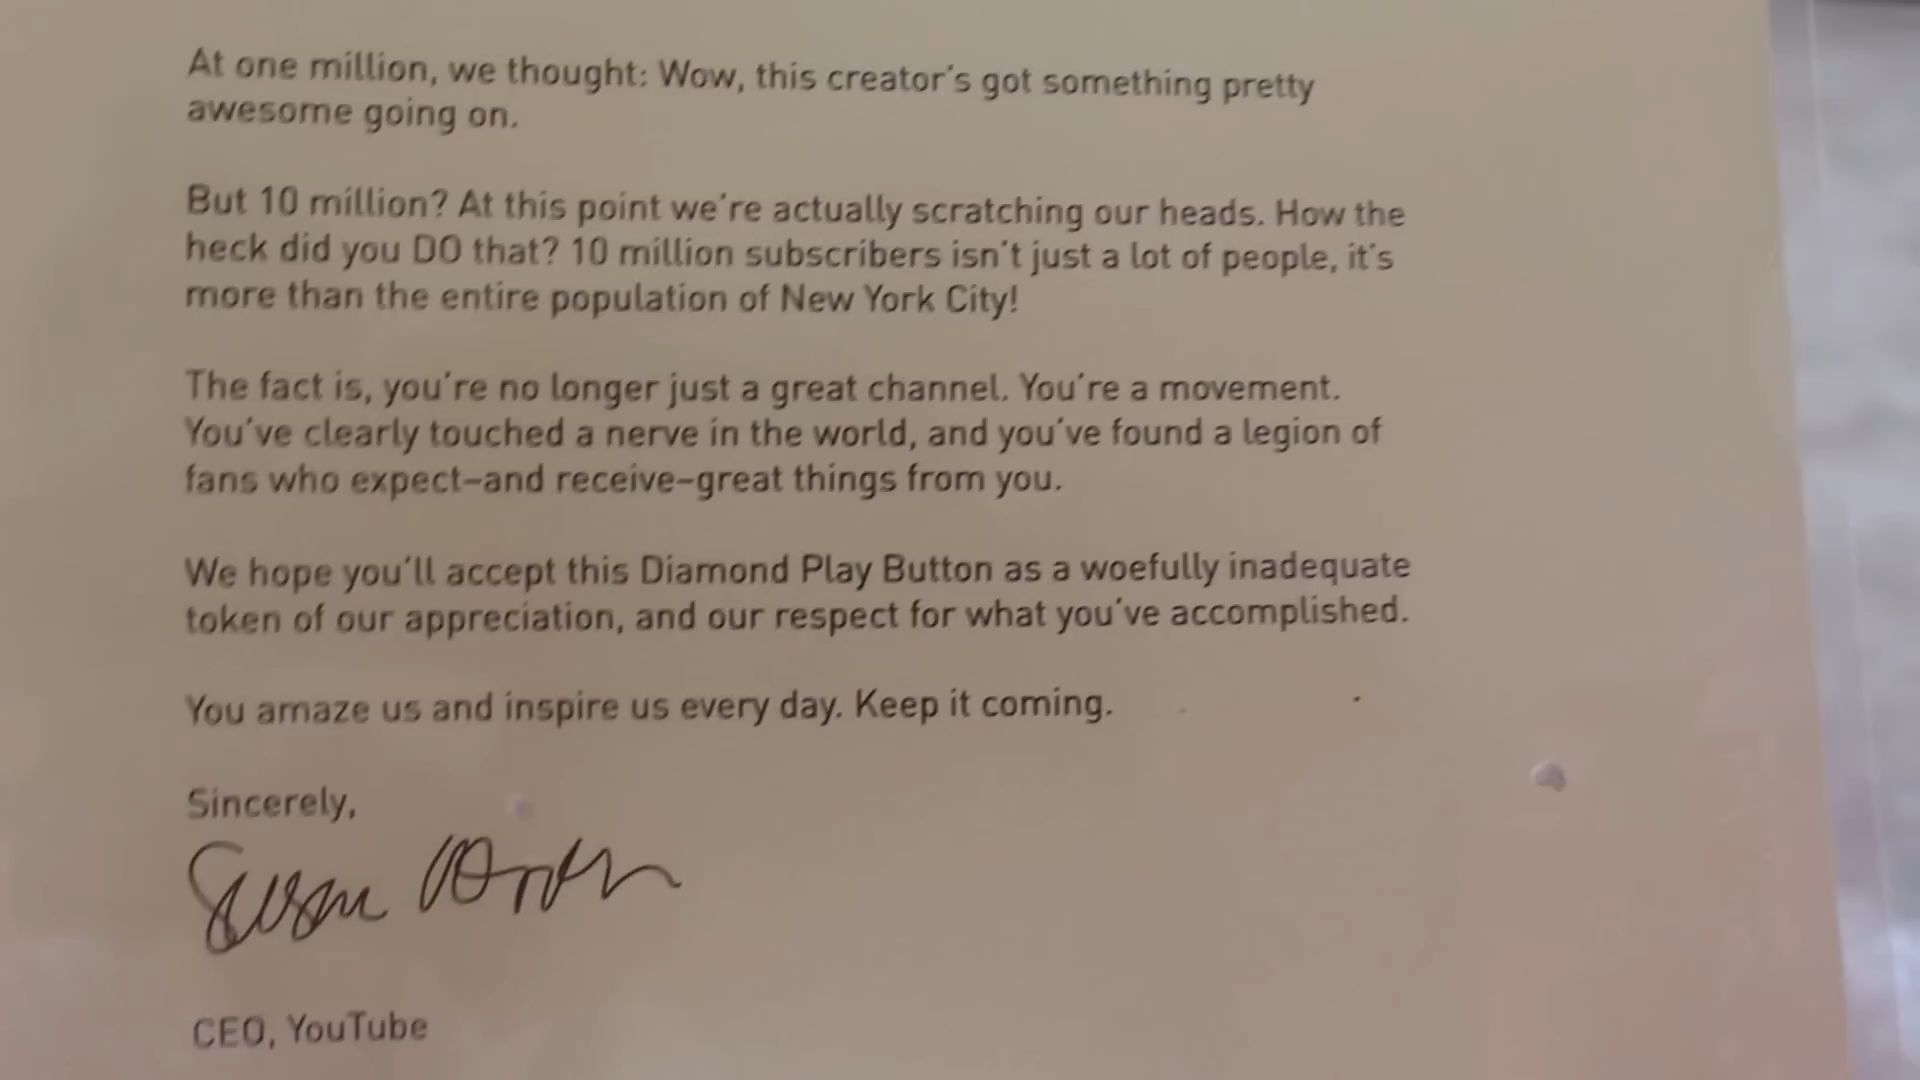 At one million, we thought: Wow, this creator's got something pretty
awesome going on.
But 10 million? At this point we're actually scratching our heads. How the
heck did you DO that? 10 million subscribers isn't just a lot of people, it's
more than the entire population of New York City!
The fact is, you're no longer just a great channel. You're a movement.
You've clearly touched a nerve in the world, and you've found a legion of
fans who expect–and receive–great things from you.
We hope you'll accept this Diamond Play Button as a woefully inadequate
token of our appreciation, and our respect for what you've accomplished.
You amaze us and inspire us every day. Keep it coming.
Sincerely,
Susan
CEO, YouTube